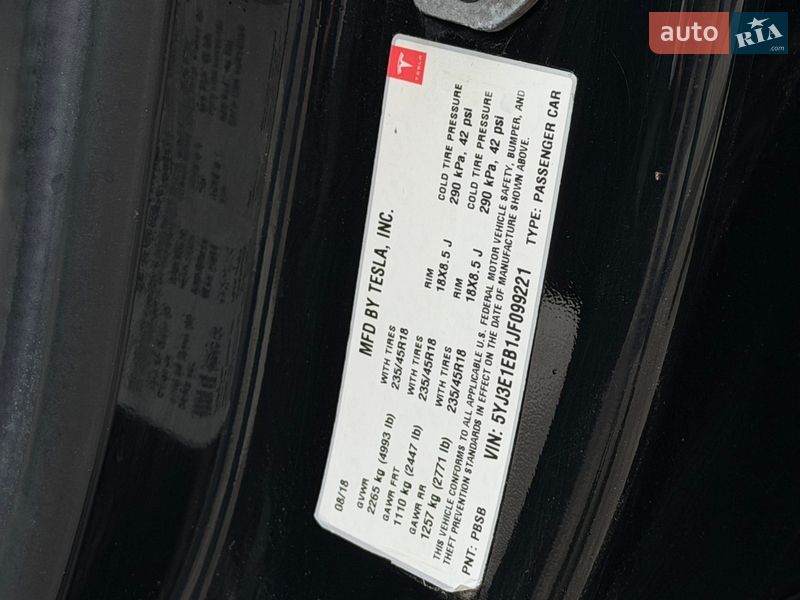 auto RIA
.com
TESLA
MFD BY TESLA, INC.
08/18
GVWR
2265 kg (4993 lb)
GAWR FRT
1110 kg (2447 lb)
GAWR RR
1257 kg (2771 lb)
WITH TIRES
235/45R18
WITH TIRES
235/45R18
WITH TIRES
235/45R18
RIM
18X8.5 J
RIM
18X8.5 J
COLD TIRE PRESSURE
290 kPa, 42 psi
COLD TIRE PRESSURE
290 kPa, 42 psi
THIS VEHICLE CONFORMS TO ALL APPLICABLE U.S. FEDERAL MOTOR VEHICLE SAFETY, BUMPER, AND
THEFT PREVENTION STANDARDS IN EFFECT ON THE DATE OF MANUFACTURE SHOWN ABOVE.
VIN: 5YJ3E1EB1JF099221
PNT: PBSB
TYPE: PASSENGER CAR